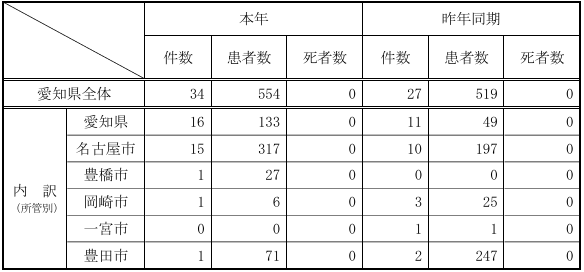 本年 昨年同期
件数 患者数 死者数 件数 患者数 死者数
愛知県全体 34 554 0 27 519 0
内 訳
(所管別)
愛知県 16 133 0 11 49 0
名古屋市 15 317 0 10 197 0
豊橋市 1 27 0 0 0 0
岡崎市 1 6 0 3 25 0
一宮市 0 0 0 1 1 0
豊田市 1 71 0 2 247 0